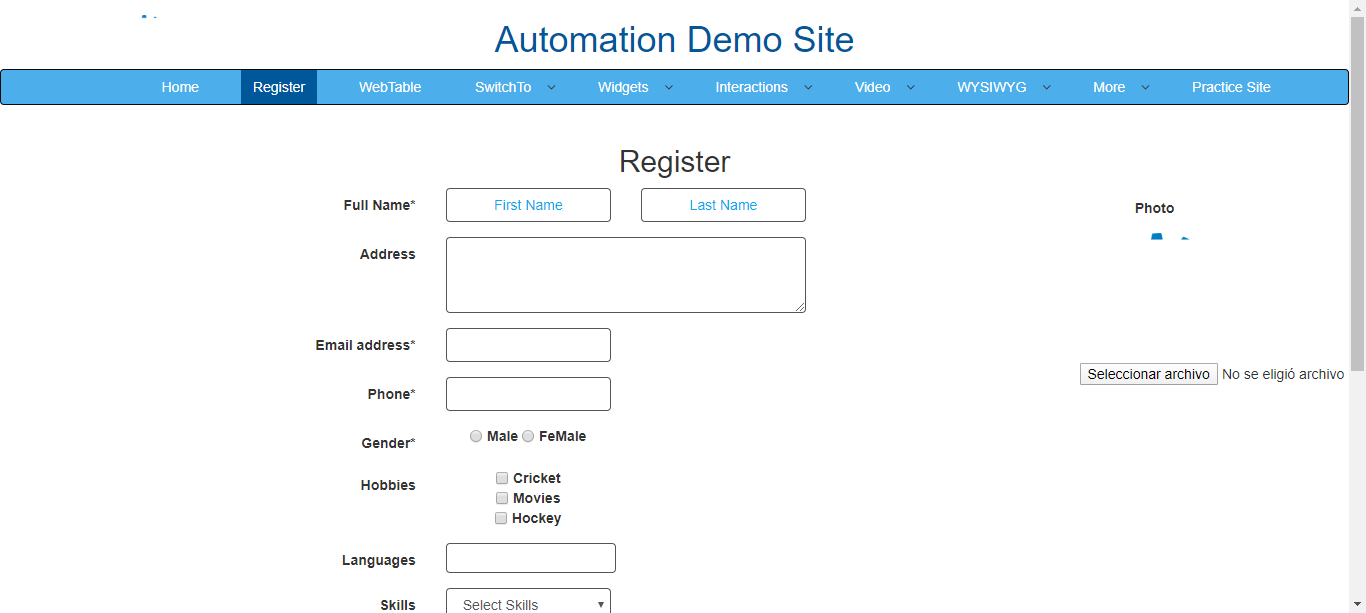 Automation Demo Site
Home Register WebTable SwitchTo Widgets Interactions Video WYSIWYG More Practice Site
Register
Full Name* First Name Last Name
Photo
Address
Email address*
Seleccionar archivo No se eligió archivo
Phone*
Gender* Male FeMale
Hobbies Cricket
Movies
Hockey
Languages
Skills Select Skills